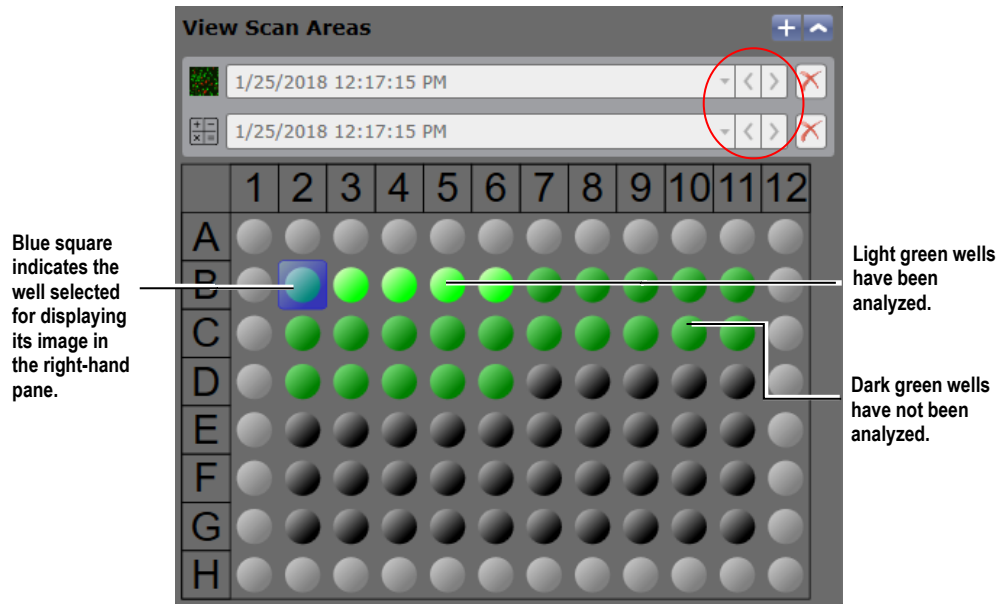 View Scan Areas
1/25/2018 12:17:15 PM
1/25/2018 12:17:15 PM
1 2 3 4 5 6 7 8 9 10 11 12
A
B
C
D
E
F
G
H
Blue square
indicates the
well selected
for displaying
its image in
the right-hand
pane.
Light green wells
have been
analyzed.
Dark green wells
have not been
analyzed.